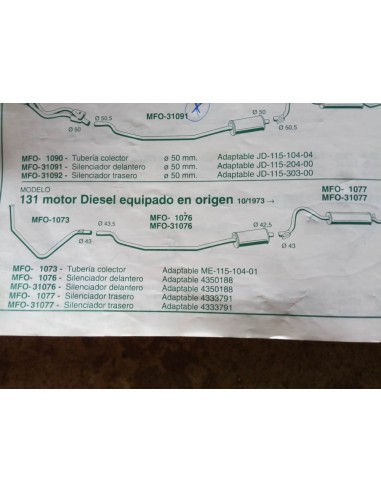 ø 50
ø 50,5
MFO-31091
X
ø 50
ø 50,5
MFO- 1090 - Tubería colector ø 50 mm. Adaptable JD-115-104-04
MFO-31091 - Silenciador delantero ø 50 mm. Adaptable JD-115-204-00
MFO-31092 - Silenciador trasero ø 50 mm. Adaptable JD-115-303-00
MODELO
131 motor Diesel equipado en origen 10/1973 →
MFO- 1077
MFO-31077
MFO-1073
ø 43,5
MFO- 1076
MFO-31076
ø 42,5
ø 43
ø 43
MFO- 1073 - Tubería colector Adaptable ME-115-104-01
MFO- 1076 - Silenciador delantero Adaptable 4350188
MFO-31076 - Silenciador delantero Adaptable 4350188
MFO- 1077 - Silenciador trasero Adaptable 4333791
MFO-31077 - Silenciador trasero Adaptable 4333791